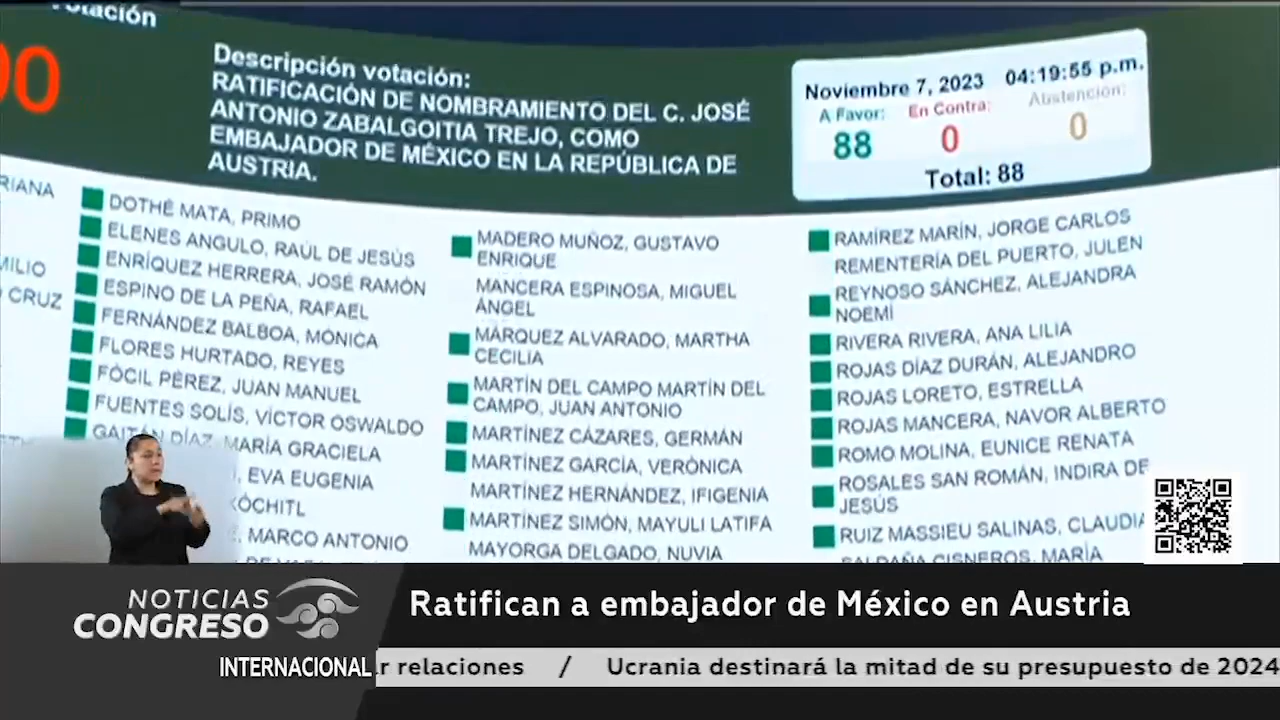 votación
90
Descripción votación:
RATIFICACIÓN DE NOMBRAMIENTO DEL C. JOSÉ
ANTONIO ZABALGOITIA TREJO, COMO
EMBAJADOR DE MÉXICO EN LA REPÚBLICA DE
AUSTRIA.
Noviembre 7, 2023 04:19:55 p.m.
A Favor: En Contra: Abstención:
88 0 0
Total: 88
RIANA
MILIO
CRUZ
DOTHÉ MATA, PRIMO
ELENES ANGULO, RAÚL DE JESÚS
ENRÍQUEZ HERRERA, JOSÉ RAMÓN
ESPINO DE LA PEÑA, RAFAEL
FERNÁNDEZ BALBOA, MÓNICA
FLORES HURTADO, REYES
FÓCIL PÉREZ, JUAN MANUEL
FUENTES SOLÍS, VÍCTOR OSWALDO
GAITÁN DÍAZ, MARÍA GRACIELA
, EVA EUGENIA
XÓCHITL
, MARCO ANTONIO
MADERO MUÑOZ, GUSTAVO
ENRIQUE
MANCERA ESPINOSA, MIGUEL
ÁNGEL
MÁRQUEZ ALVARADO, MARTHA
CECILIA
MARTÍN DEL CAMPO MARTÍN DEL
CAMPO, JUAN ANTONIO
MARTÍNEZ CÁZARES, GERMÁN
MARTÍNEZ GARCÍA, VERÓNICA
MARTÍNEZ HERNÁNDEZ, IFIGENIA
MARTÍNEZ SIMÓN, MAYULI LATIFA
MAYORGA DELGADO, NUVIA
RAMÍREZ MARÍN, JORGE CARLOS
REMENTERÍA DEL PUERTO, JULEN
REYNOSO SÁNCHEZ, ALEJANDRA
NOEMÍ
RIVERA RIVERA, ANA LILIA
ROJAS DÍAZ DURÁN, ALEJANDRO
ROJAS LORETO, ESTRELLA
ROJAS MANCERA, NAVOR ALBERTO
ROMO MOLINA, EUNICE RENATA
ROSALES SAN ROMÁN, INDIRA DE
JESÚS
RUIZ MASSIEU SALINAS, CLAUDIA
SALDAÑA CISNEROS, MARÍA
NOTICIAS
CONGRESO
INTERNACIONAL
Ratifican a embajador de México en Austria
r relaciones / Ucrania destinará la mitad de su presupuesto de 2024